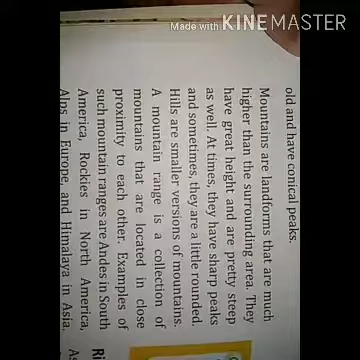 Made with KINEMASTER
old and have conical peaks.
Mountains are landforms that are much
higher than the surrounding area. They
have great height and are pretty steep
as well. At times, they have sharp peaks
and sometimes, they are a little rounded.
Hills are smaller versions of mountains.
A mountain range is a collection of
mountains that are located in close
proximity to each other. Examples of
such mountain ranges are Andes in South
America, Rockies in North America,
Alps in Europe, and Himalaya in Asia.